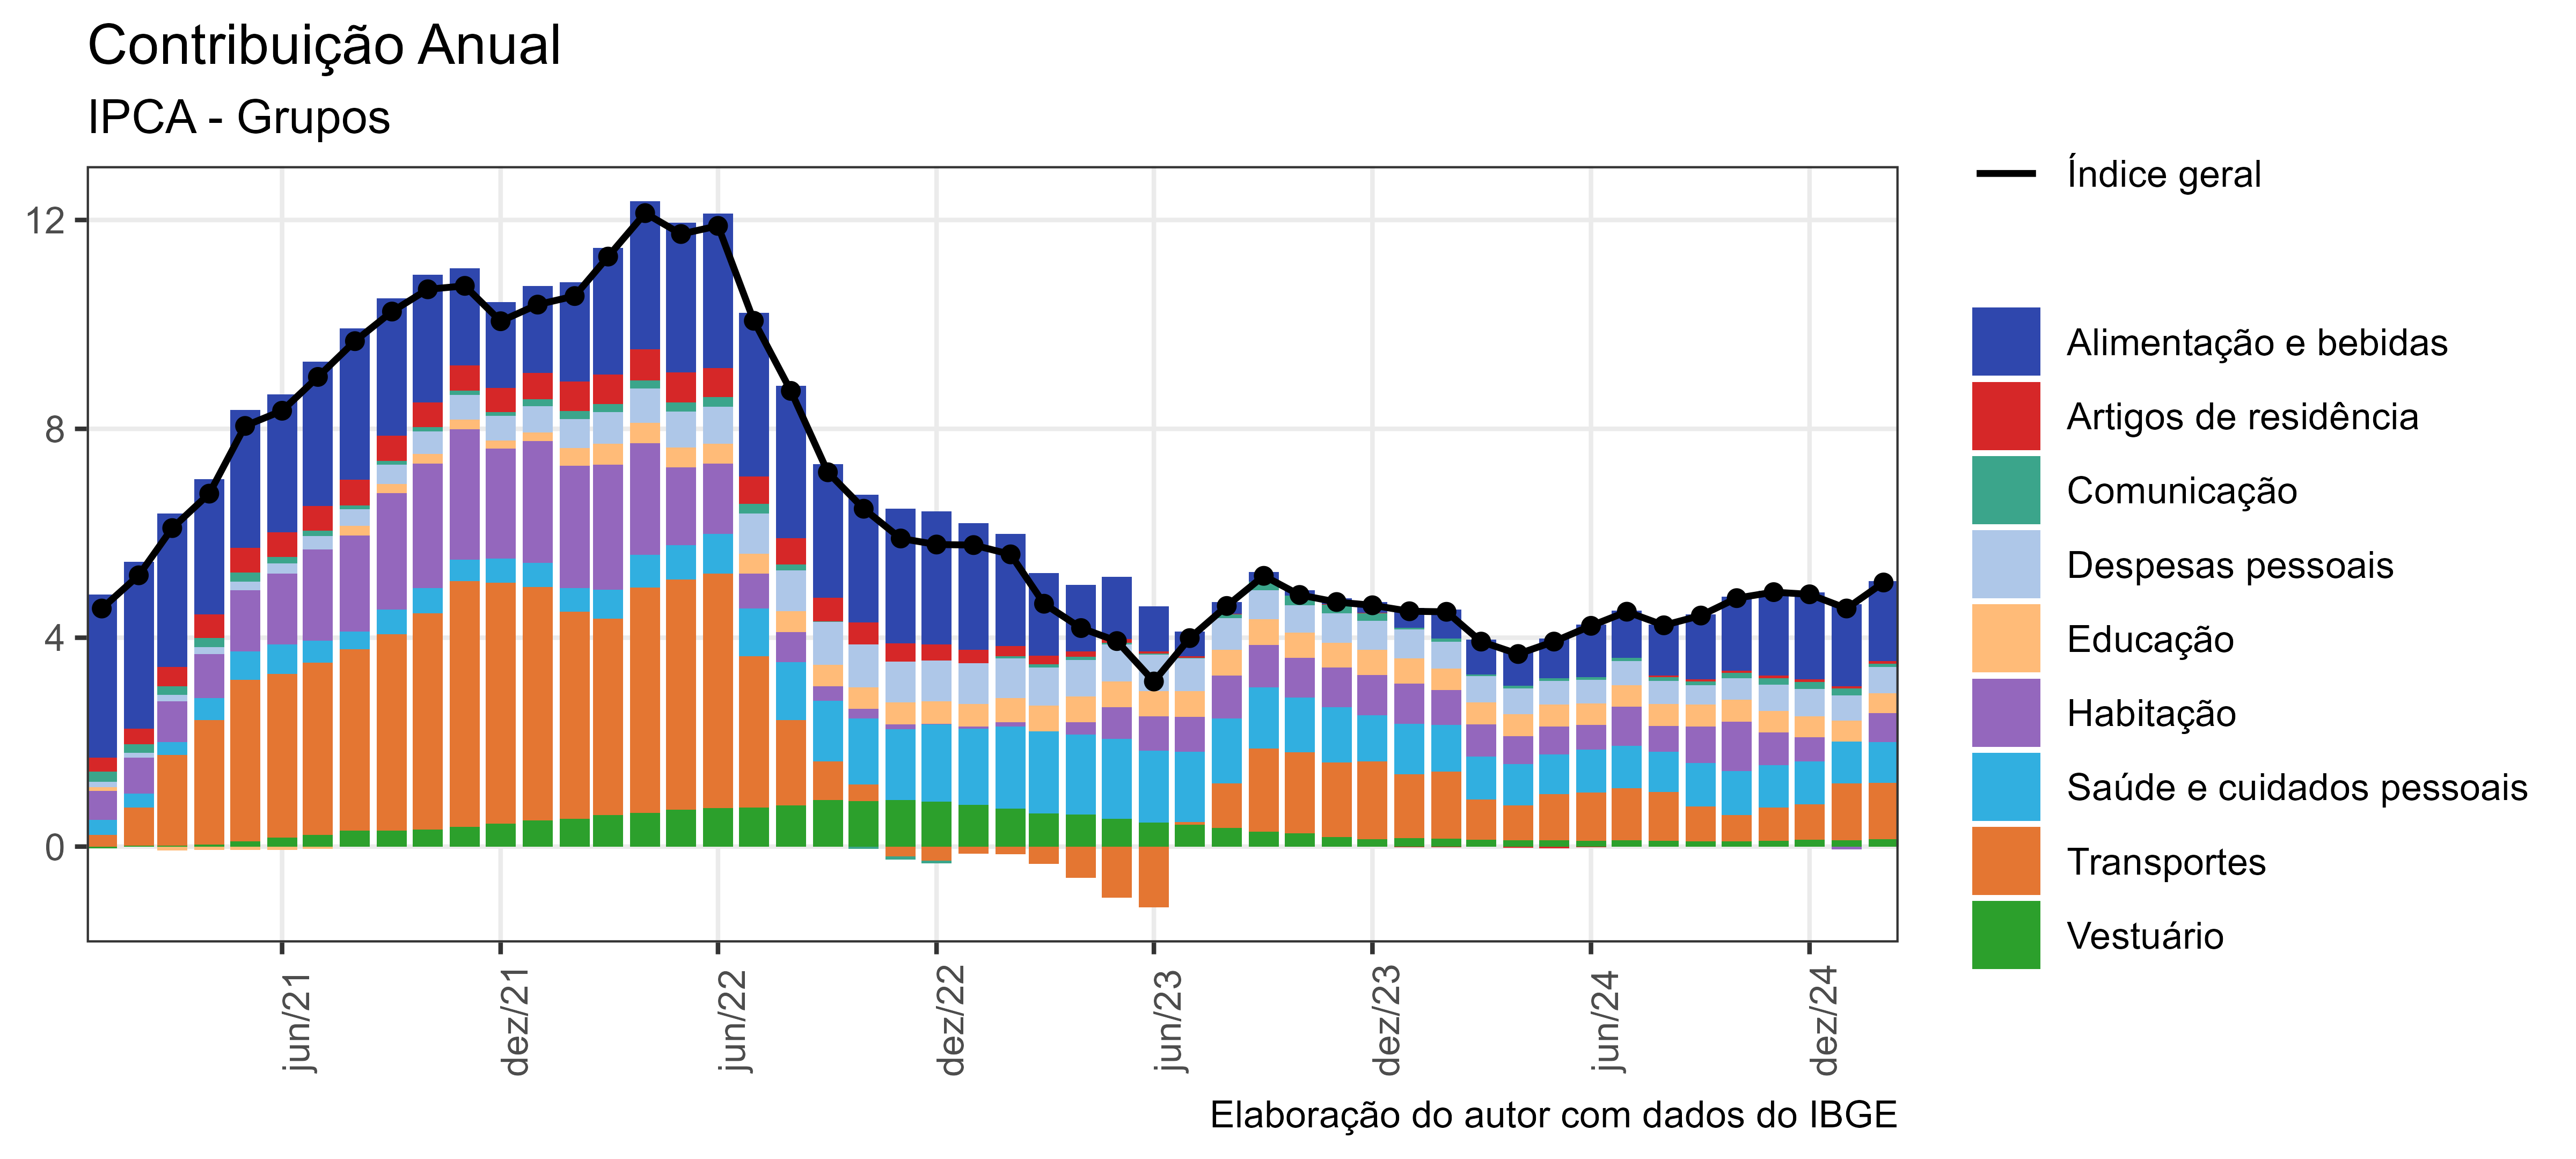 Contribuição Anual
IPCA - Grupos
12
8
4
0
jun/21
dez/21
jun/22
dez/22
jun/23
dez/23
jun/24
dez/24
Índice geral
Alimentação e bebidas
Artigos de residência
Comunicação
Despesas pessoais
Educação
Habitação
Saúde e cuidados pessoais
Transportes
Vestuário
Elaboração do autor com dados do IBGE